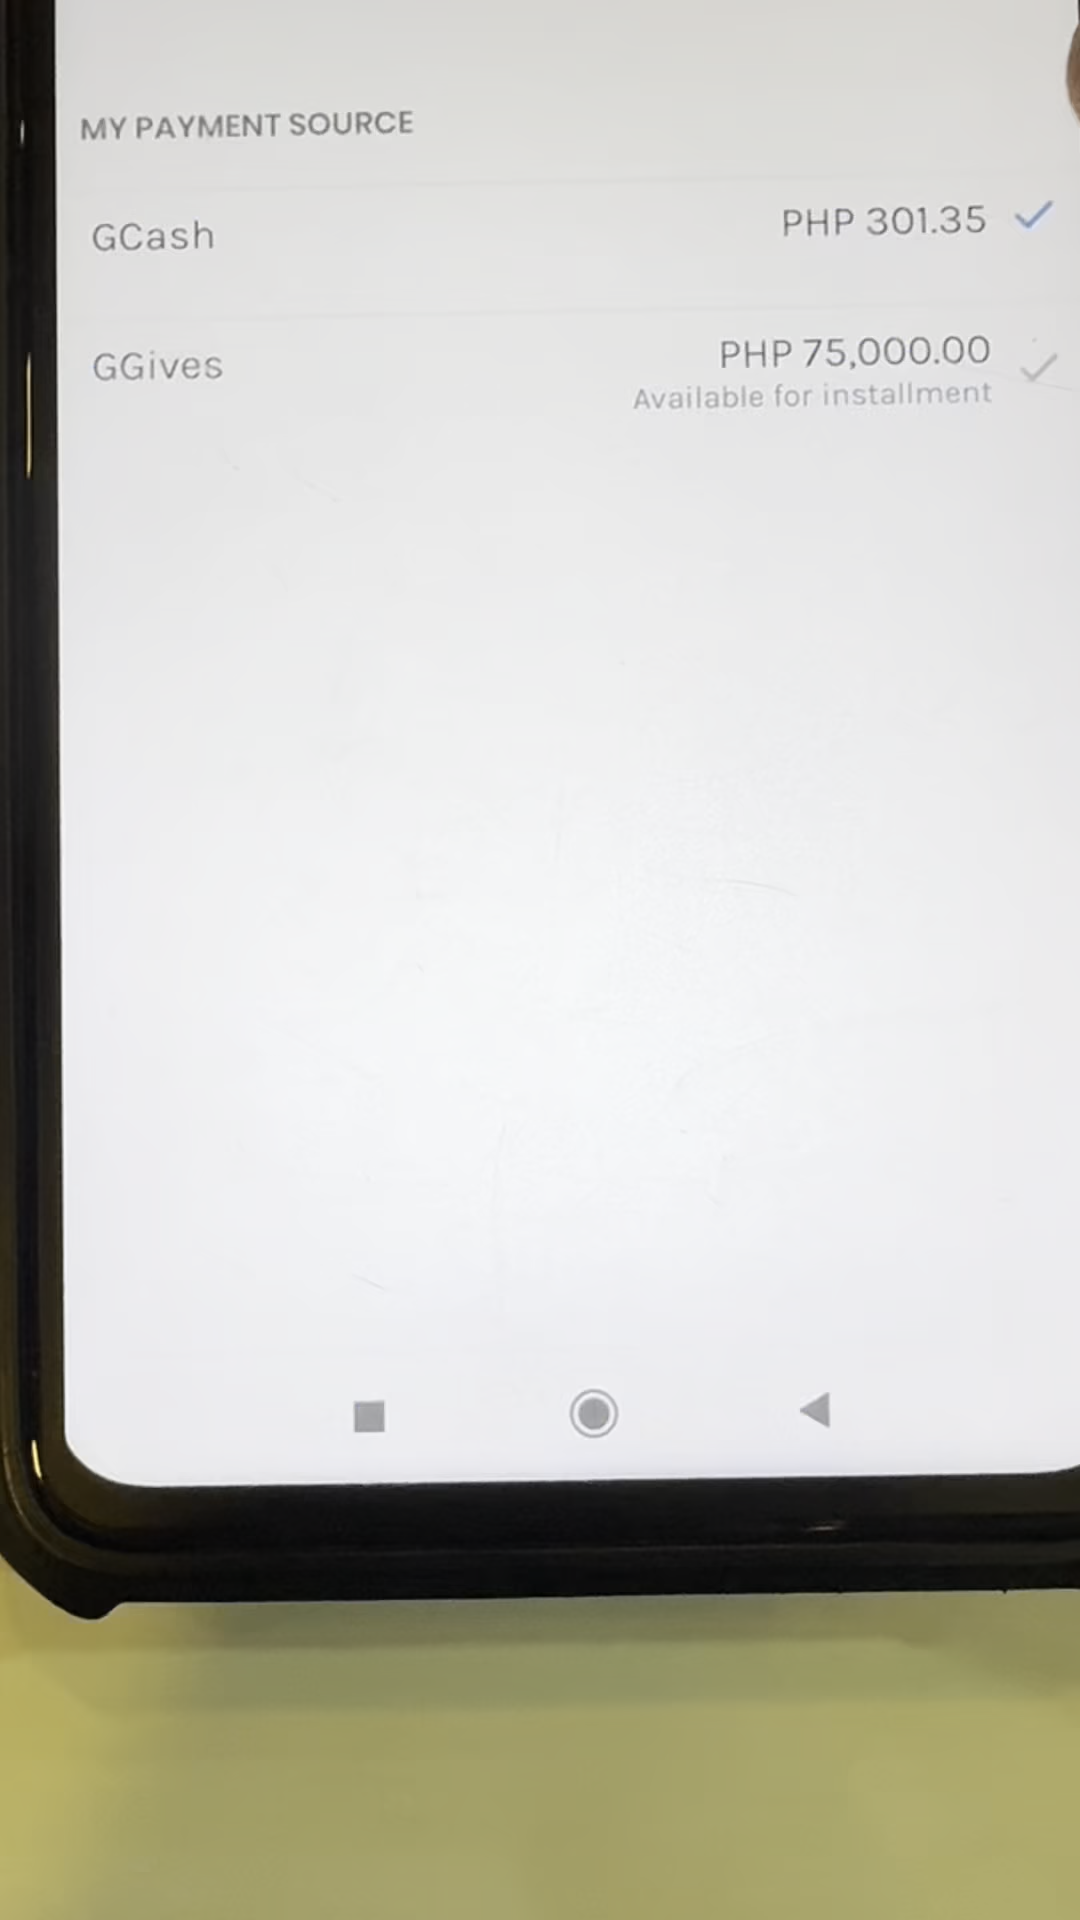 MY PAYMENT SOURCE
GCash
PHP 301.35
GGives
PHP 75,000.00
Available for installment